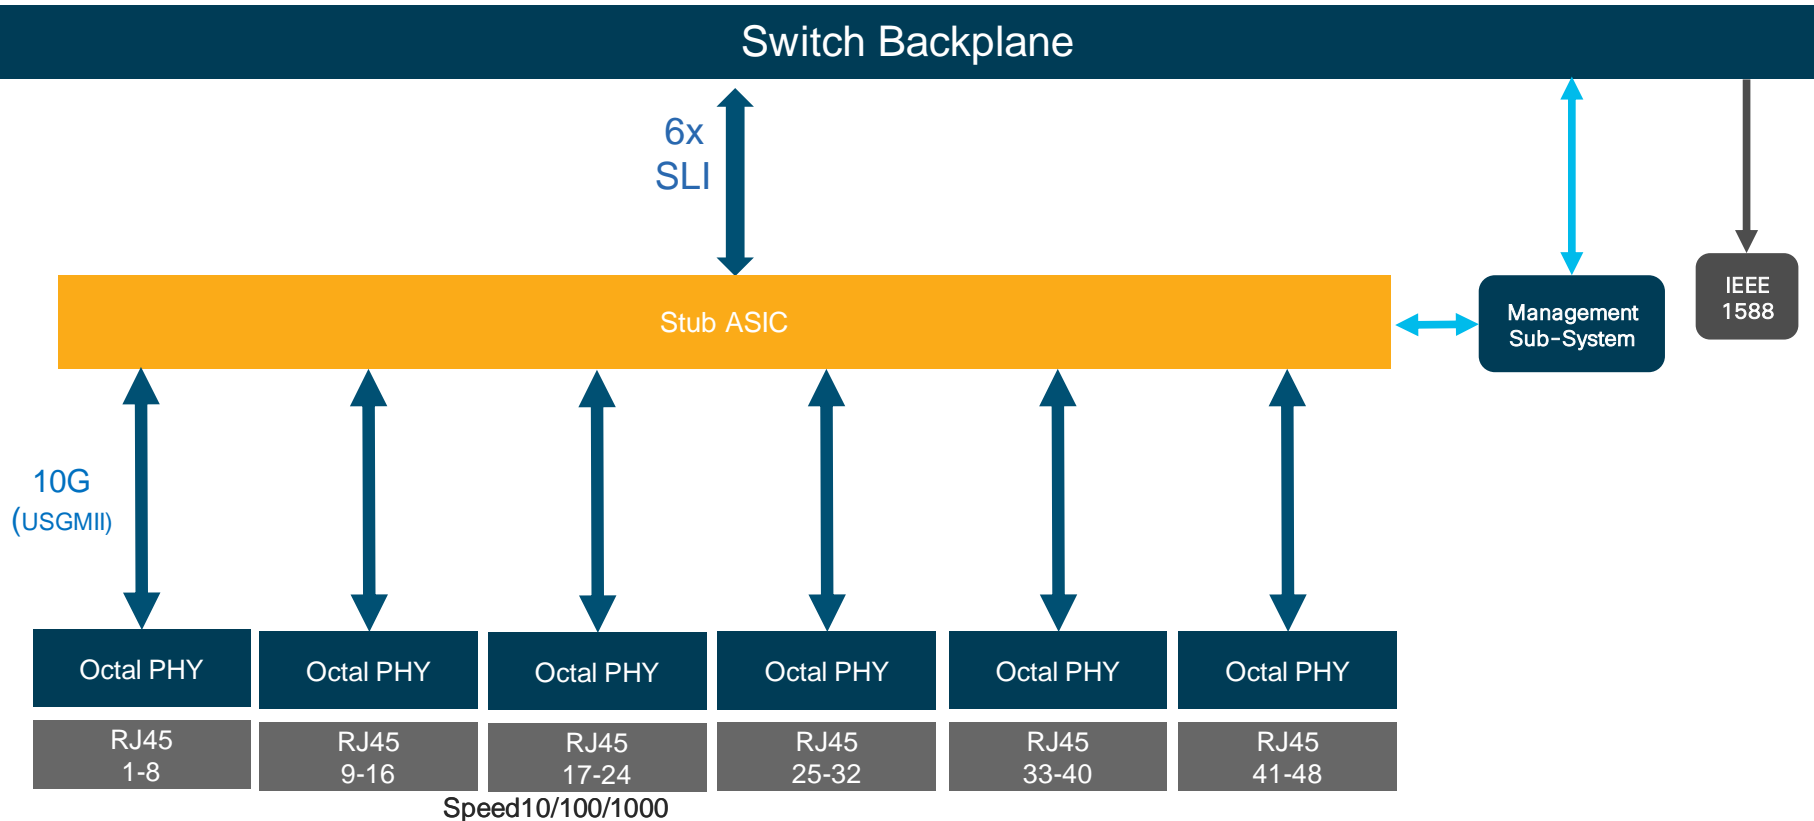 Switch Backplane
6x
SLI
IEEE
1588
Stub ASIC
Management
Sub-System
10G
(USGMII)
Octal PHY
Octal PHY
Octal PHY
Octal PHY
Octal PHY
Octal PHY
RJ45
1-8
RJ45
9-16
RJ45
17-24
RJ45
25-32
RJ45
33-40
RJ45
41-48
Speed10/100/1000